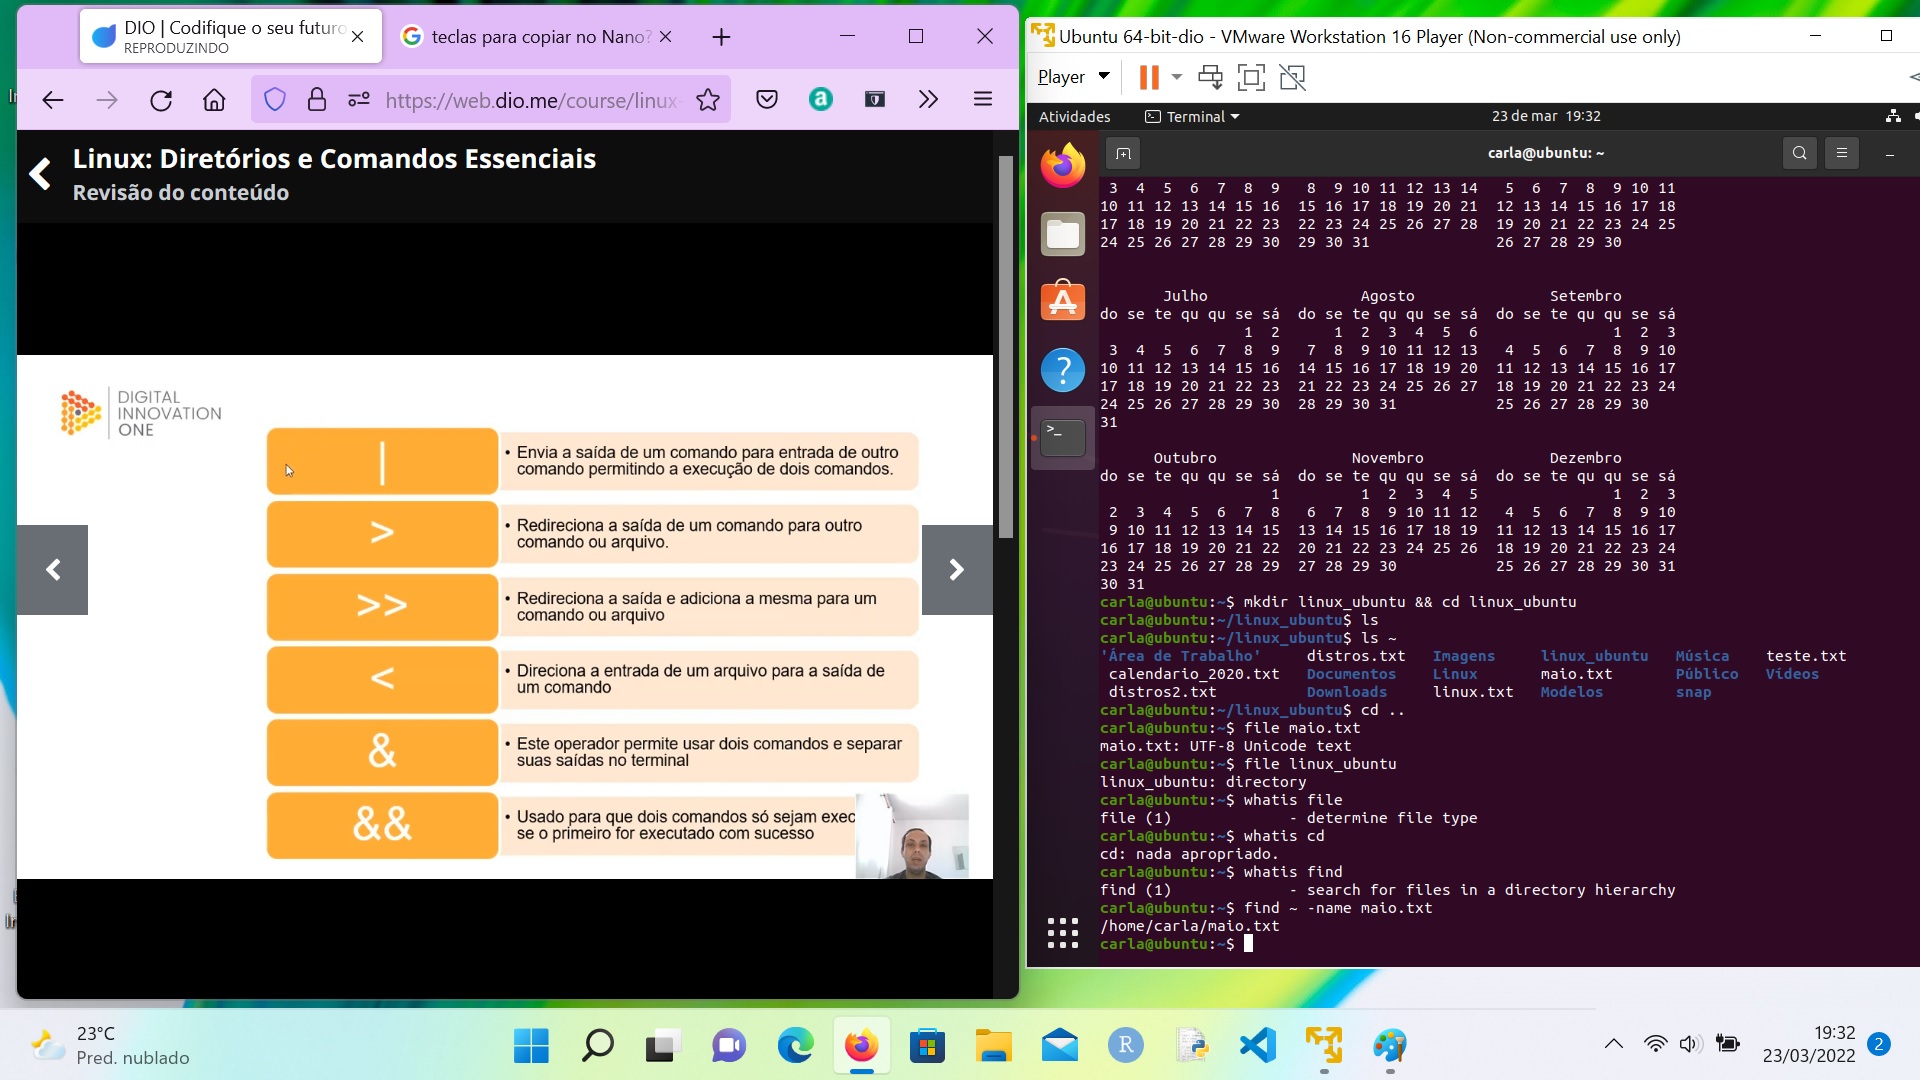 DIO | Codifique o seu futuro
REPRODUZINDO
teclas para copiar no Nano?
https://web.dio.me/course/linux-
Linux: Diretórios e Comandos Essenciais
Revisão do conteúdo
DIGITAL
INNOVATION
ONE
|
• Envia a saída de um comando para entrada de outro
comando permitindo a execução de dois comandos.
>
• Redireciona a saída de um comando para outro
comando ou arquivo.
>>
• Redireciona a saída e adiciona a mesma para um
comando ou arquivo
<
• Direciona a entrada de um arquivo para a saída de
um comando
&
• Este operador permite usar dois comandos e separar
suas saídas no terminal
&&
• Usado para que dois comandos só sejam exec
se o primeiro for executado com sucesso
Ubuntu 64-bit-dio - VMware Workstation 16 Player (Non-commercial use only)
Player
Atividades
Terminal
23 de mar 19:32
carla@ubuntu: ~
3 4 5 6 7 8 9 8 9 10 11 12 13 14 5 6 7 8 9 10 11
10 11 12 13 14 15 16 15 16 17 18 19 20 21 12 13 14 15 16 17 18
17 18 19 20 21 22 23 22 23 24 25 26 27 28 19 20 21 22 23 24 25
24 25 26 27 28 29 30 29 30 31 26 27 28 29 30
Julho Agosto Setembro
do se te qu qu se sá do se te qu qu se sá do se te qu qu se sá
1 2 1 2 3 4 5 6 1 2 3
3 4 5 6 7 8 9 7 8 9 10 11 12 13 4 5 6 7 8 9 10
10 11 12 13 14 15 16 14 15 16 17 18 19 20 11 12 13 14 15 16 17
17 18 19 20 21 22 23 21 22 23 24 25 26 27 18 19 20 21 22 23 24
24 25 26 27 28 29 30 28 29 30 31 25 26 27 28 29 30
31
Outubro Novembro Dezembro
do se te qu qu se sá do se te qu qu se sá do se te qu qu se sá
1 1 2 3 4 5 1 2 3
2 3 4 5 6 7 8 6 7 8 9 10 11 12 4 5 6 7 8 9 10
9 10 11 12 13 14 15 13 14 15 16 17 18 19 11 12 13 14 15 16 17
16 17 18 19 20 21 22 20 21 22 23 24 25 26 18 19 20 21 22 23 24
23 24 25 26 27 28 29 27 28 29 30 25 26 27 28 29 30 31
30 31
carla@ubuntu:~$ mkdir linux_ubuntu && cd linux_ubuntu
carla@ubuntu:~/linux_ubuntu$ ls
carla@ubuntu:~/linux_ubuntu$ ls ~
'Área de Trabalho' distros.txt Imagens linux_ubuntu Música teste.txt
calendario_2020.txt Documentos Linux maio.txt Público Vídeos
distros2.txt Downloads linux.txt Modelos snap
carla@ubuntu:~/linux_ubuntu$ cd ..
carla@ubuntu:~$ file maio.txt
maio.txt: UTF-8 Unicode text
carla@ubuntu:~$ file linux_ubuntu
linux_ubuntu: directory
carla@ubuntu:~$ whatis file
file (1) - determine file type
carla@ubuntu:~$ whatis cd
cd: nada apropriado.
carla@ubuntu:~$ whatis find
find (1) - search for files in a directory hierarchy
carla@ubuntu:~$ find ~ -name maio.txt
/home/carla/maio.txt
carla@ubuntu:~$
23°C
Pred. nublado
19:32
23/03/2022
2